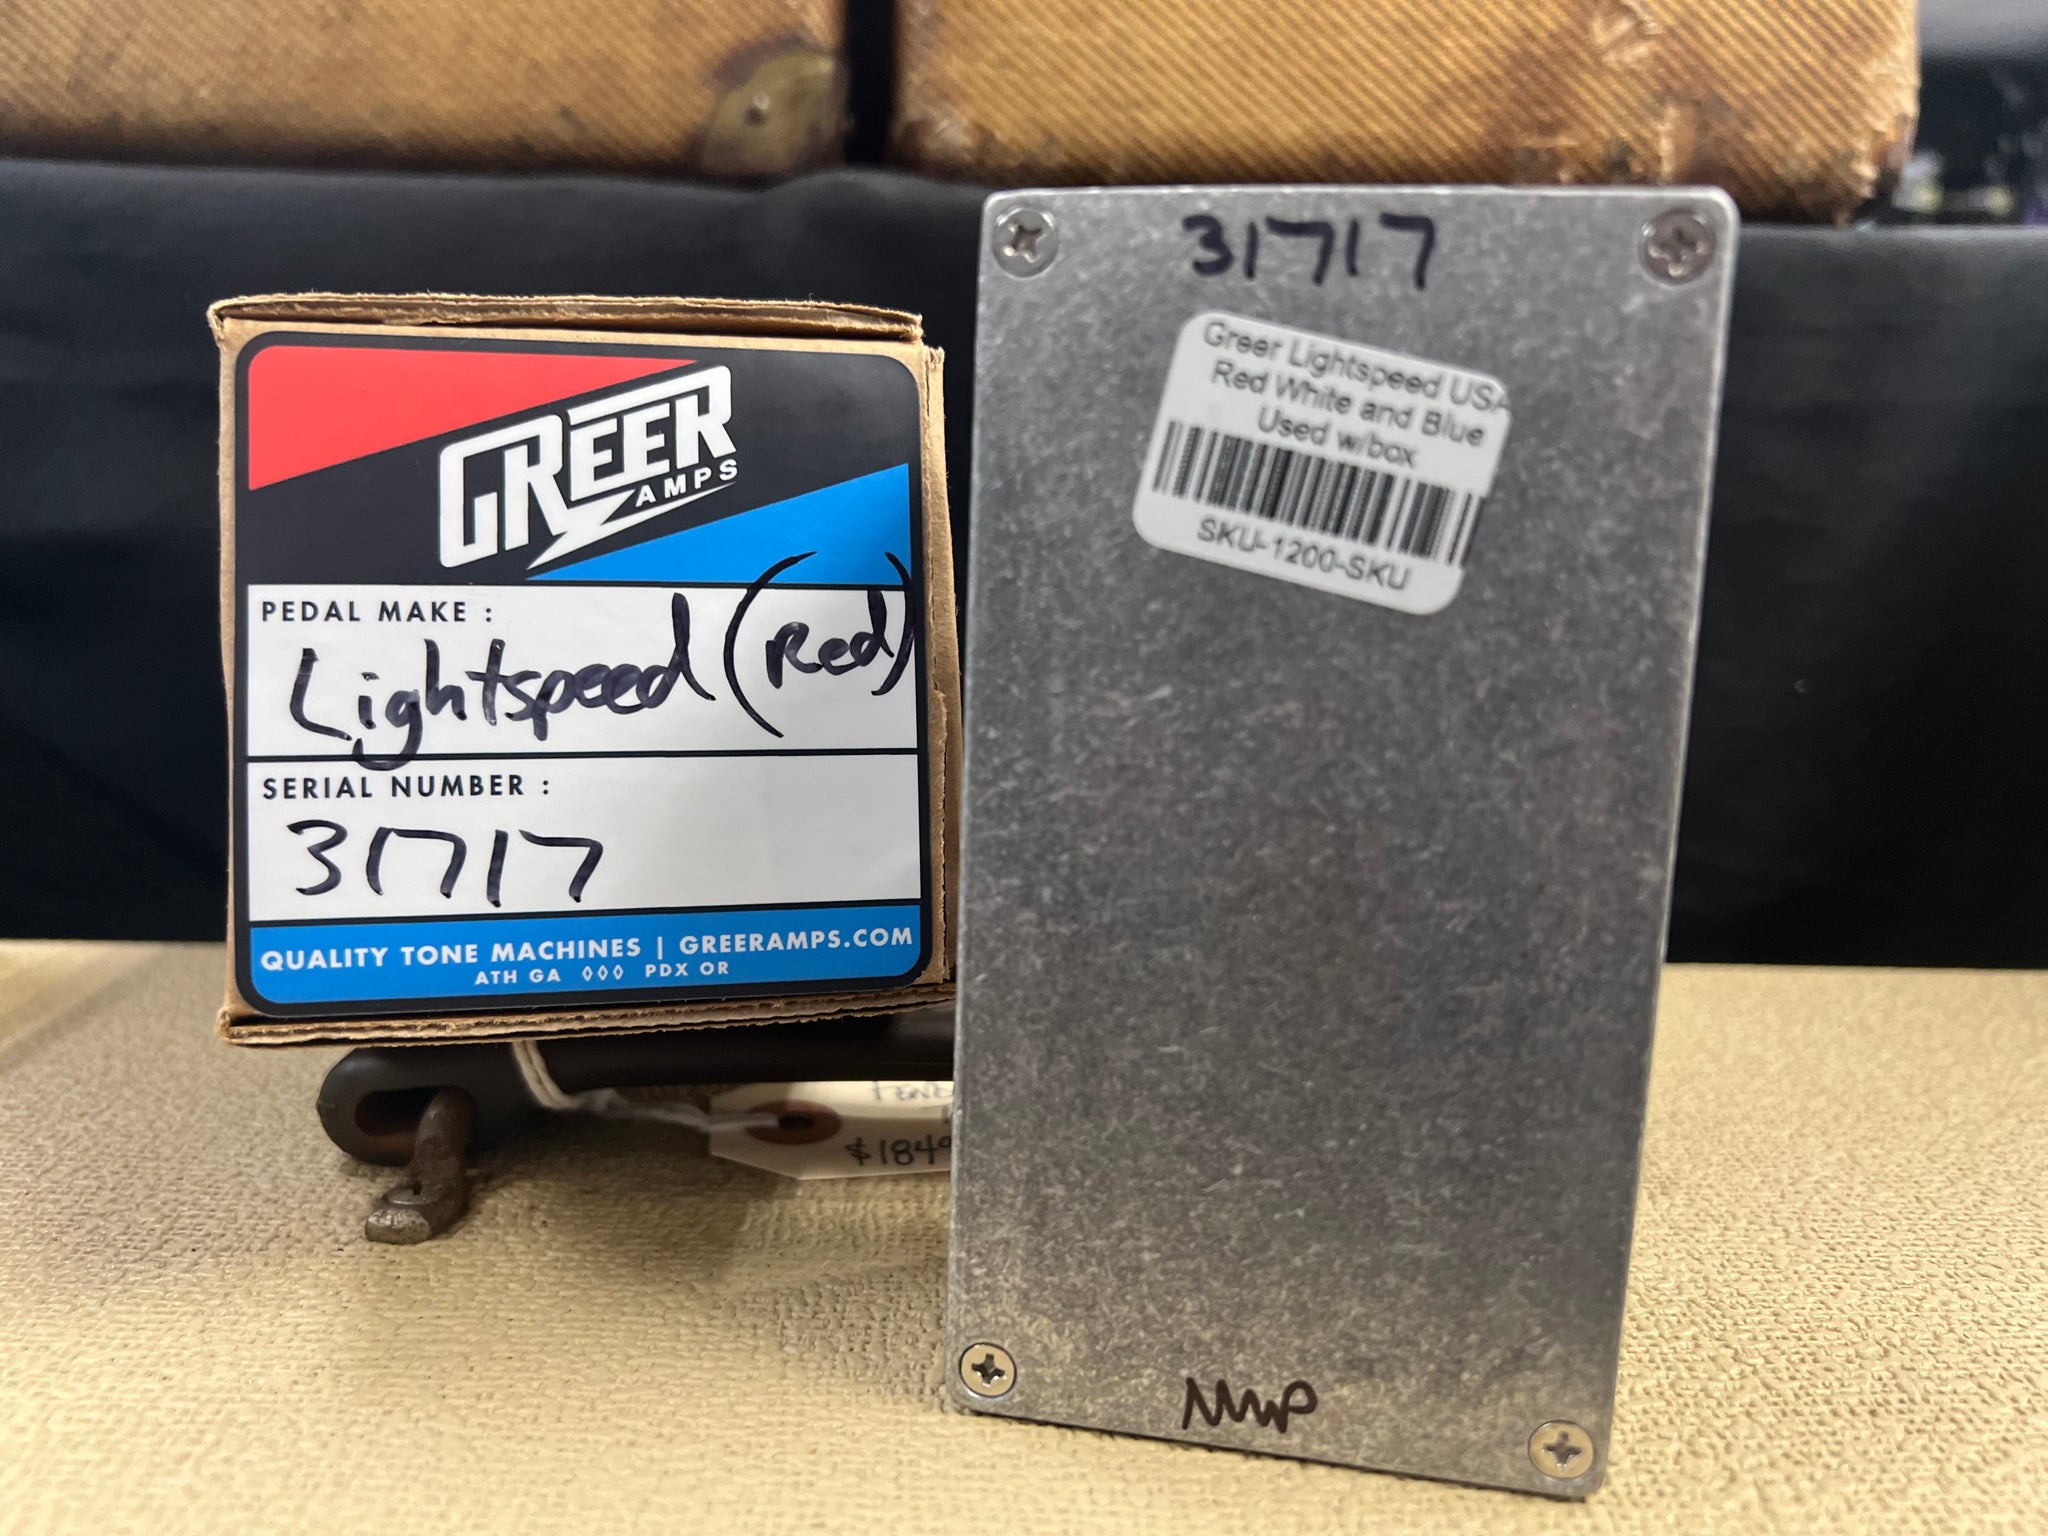 GREER
AMPS
PEDAL MAKE :
Lightspeed (Red)
SERIAL NUMBER :
31717
QUALITY TONE MACHINES | GREERAMPS.COM
ATH GA ◊◊◊ PDX OR
31717
Greer Lightspeed USA
Red White and Blue
Used w/box
SKU-1200-SKU
$184